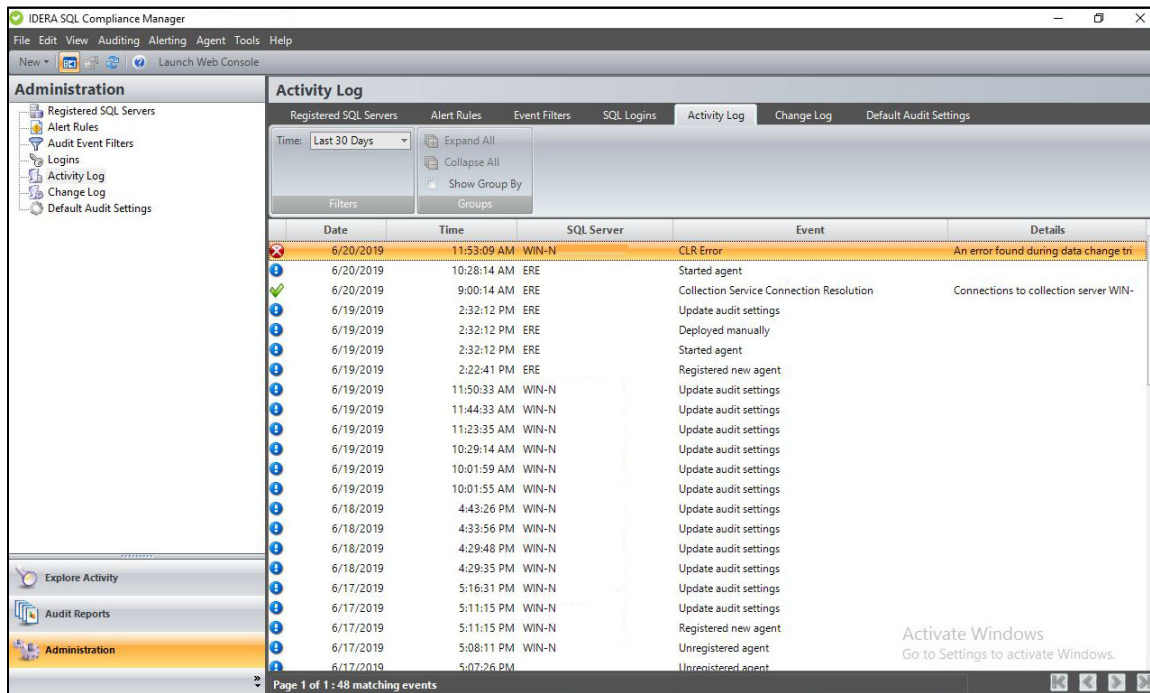 IDERA SQL Compliance Manager
File Edit View Auditing Alerting Agent Tools Help
New Launch Web Console
Administration
Registered SQL Servers
Alert Rules
Audit Event Filters
Logins
Activity Log
Change Log
Default Audit Settings
Explore Activity
Audit Reports
Administration
Activity Log
Registered SQL Servers Alert Rules Event Filters SQL Logins Activity Log Change Log Default Audit Settings
Time: Last 30 Days
Filters
Expand All
Collapse All
Show Group By
Groups
Date Time SQL Server Event Details
6/20/2019 11:53:09 AM WIN-N CLR Error An error found during data change tri
6/20/2019 10:28:14 AM ERE Started agent
6/20/2019 9:00:14 AM ERE Collection Service Connection Resolution Connections to collection server WIN-
6/19/2019 2:32:12 PM ERE Update audit settings
6/19/2019 2:32:12 PM ERE Deployed manually
6/19/2019 2:32:12 PM ERE Started agent
6/19/2019 2:22:41 PM ERE Registered new agent
6/19/2019 11:50:33 AM WIN-N Update audit settings
6/19/2019 11:44:33 AM WIN-N Update audit settings
6/19/2019 11:23:35 AM WIN-N Update audit settings
6/19/2019 10:29:14 AM WIN-N Update audit settings
6/19/2019 10:01:59 AM WIN-N Update audit settings
6/19/2019 10:01:55 AM WIN-N Update audit settings
6/18/2019 4:43:26 PM WIN-N Update audit settings
6/18/2019 4:33:56 PM WIN-N Update audit settings
6/18/2019 4:29:48 PM WIN-N Update audit settings
6/18/2019 4:29:35 PM WIN-N Update audit settings
6/17/2019 5:16:31 PM WIN-N Update audit settings
6/17/2019 5:11:15 PM WIN-N Update audit settings
6/17/2019 5:11:15 PM WIN-N Registered new agent
6/17/2019 5:08:11 PM WIN-N Unregistered agent
6/17/2019 5:07:26 PM Unregistered agent
Activate Windows
Go to Settings to activate Windows.
Page 1 of 1 : 48 matching events